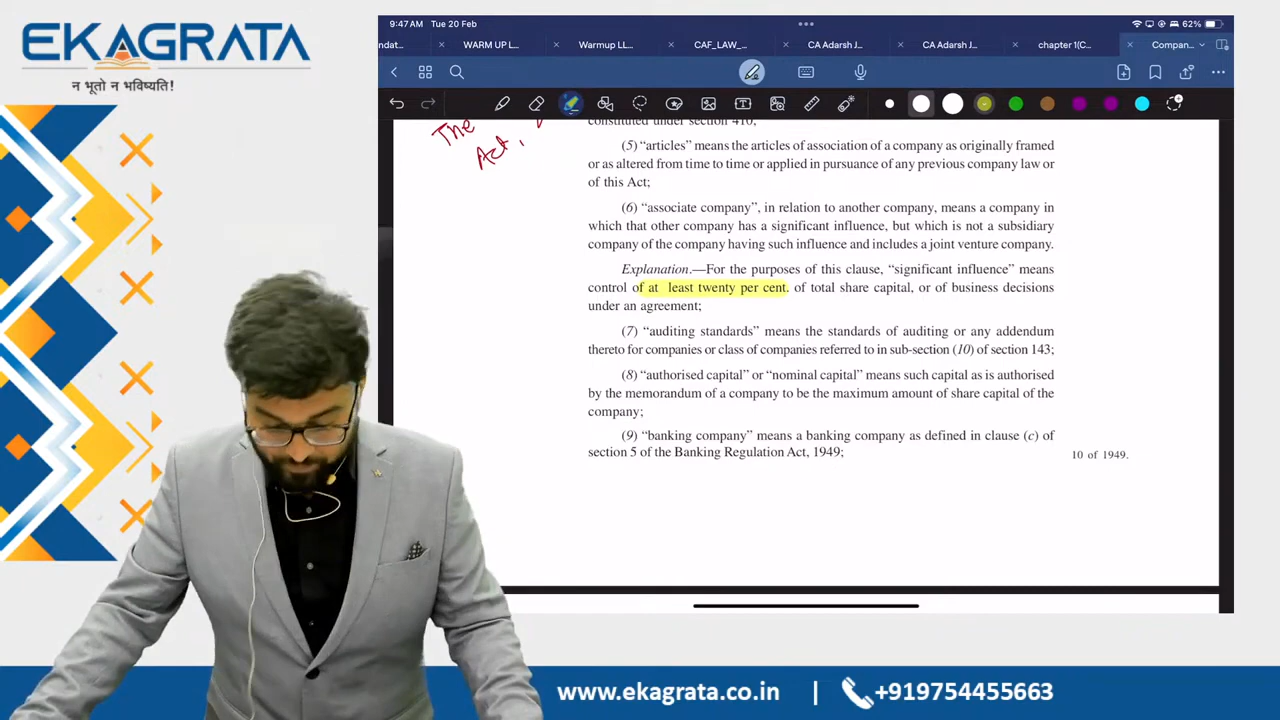 EKAGRATA
न भूतो न भविष्यति!
9:47 AM Tue 20 Feb
62%
ndat...
WARM UP L...
Warmup LL...
CAF_LAW_...
CA Adarsh J...
CA Adarsh J...
chapter 1(C...
Compan...
The
Act,
constituted under section 410;
(5) “articles” means the articles of association of a company as originally framed
or as altered from time to time or applied in pursuance of any previous company law or
of this Act;
(6) “associate company”, in relation to another company, means a company in
which that other company has a significant influence, but which is not a subsidiary
company of the company having such influence and includes a joint venture company.
Explanation.—For the purposes of this clause, “significant influence” means
control of at least twenty per cent. of total share capital, or of business decisions
under an agreement;
(7) “auditing standards” means the standards of auditing or any addendum
thereto for companies or class of companies referred to in sub-section (10) of section 143;
(8) “authorised capital” or “nominal capital” means such capital as is authorised
by the memorandum of a company to be the maximum amount of share capital of the
company;
(9) “banking company” means a banking company as defined in clause (c) of
section 5 of the Banking Regulation Act, 1949;
10 of 1949.
www.ekagrata.co.in | +919754455663